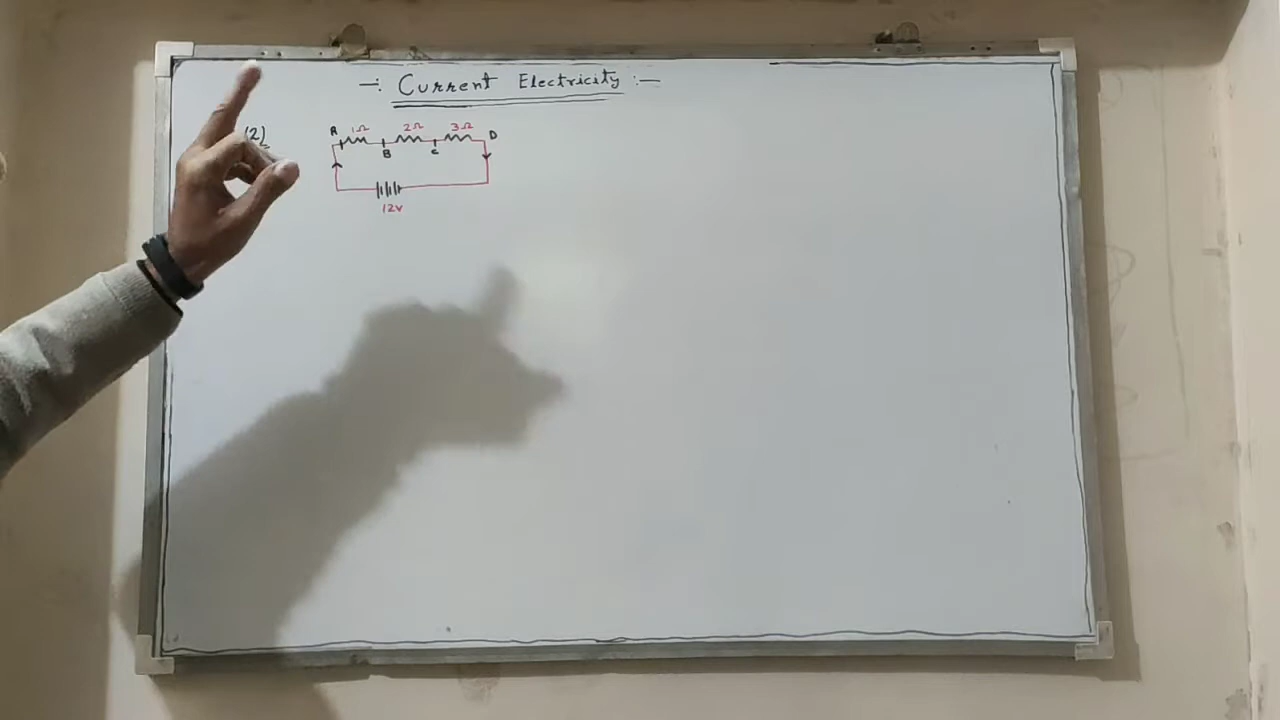 -: Current Electricity :-
(2)
A 1Ω 2Ω 3Ω D
B C
12V